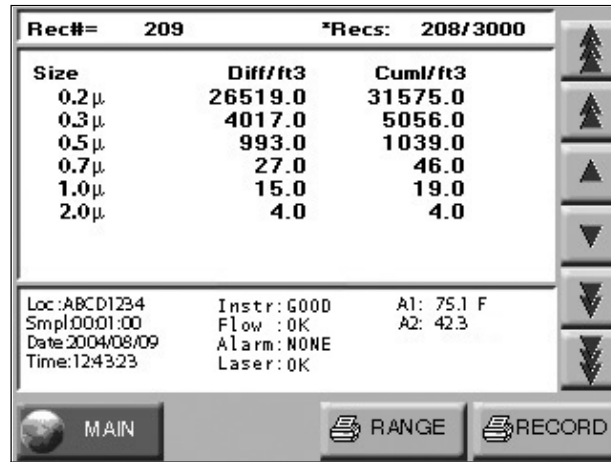 Rec#= 209 *Recs: 208/3000
Size Diff/ft3 Cuml/ft3
0.2µ 26519.0 31575.0
0.3µ 4017.0 5056.0
0.5µ 993.0 1039.0
0.7µ 27.0 46.0
1.0µ 15.0 19.0
2.0µ 4.0 4.0
Loc:ABCD1234 Instr:GOOD A1: 75.1 F
Smpl:00:01:00 Flow :OK A2: 42.3
Date:2004/08/09 Alarm:NONE
Time:12:43:23 Laser:OK
MAIN RANGE RECORD